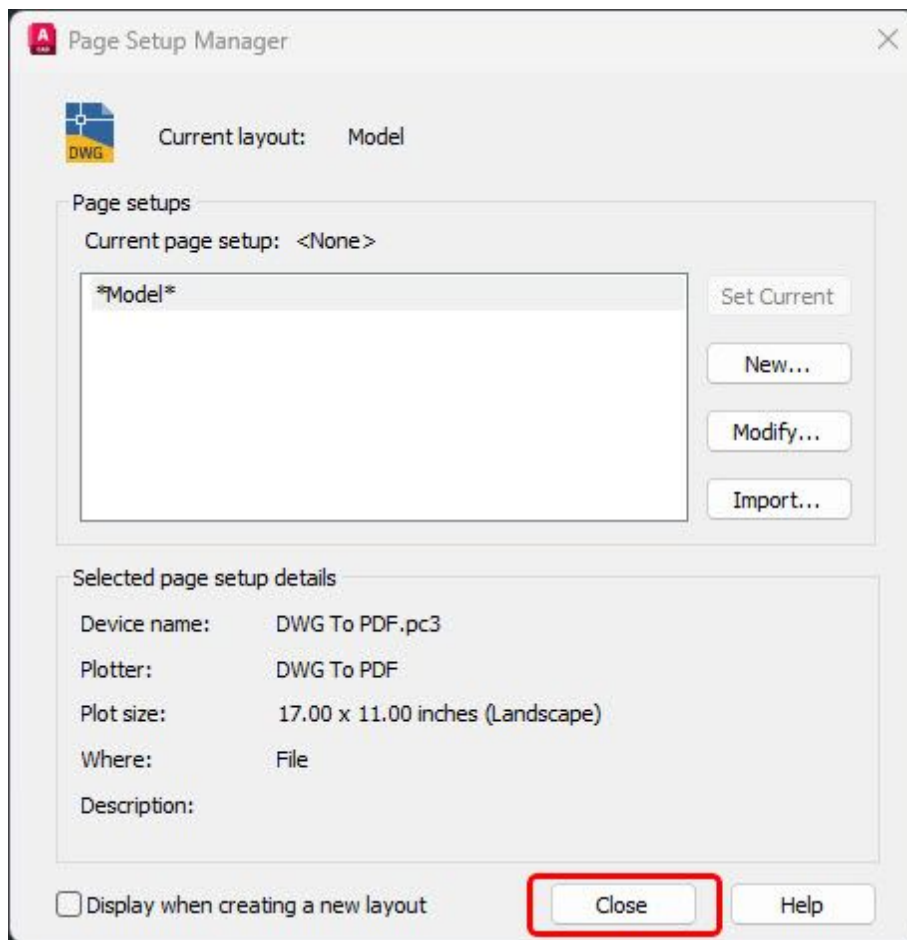 A
CAD
Page Setup Manager
DWG
Current layout: Model
Page setups
Current page setup: <None>
*Model*
Set Current
New...
Modify...
Import...
Selected page setup details
Device name: DWG To PDF.pc3
Plotter: DWG To PDF
Plot size: 17.00 x 11.00 inches (Landscape)
Where: File
Description:
Display when creating a new layout
Close
Help